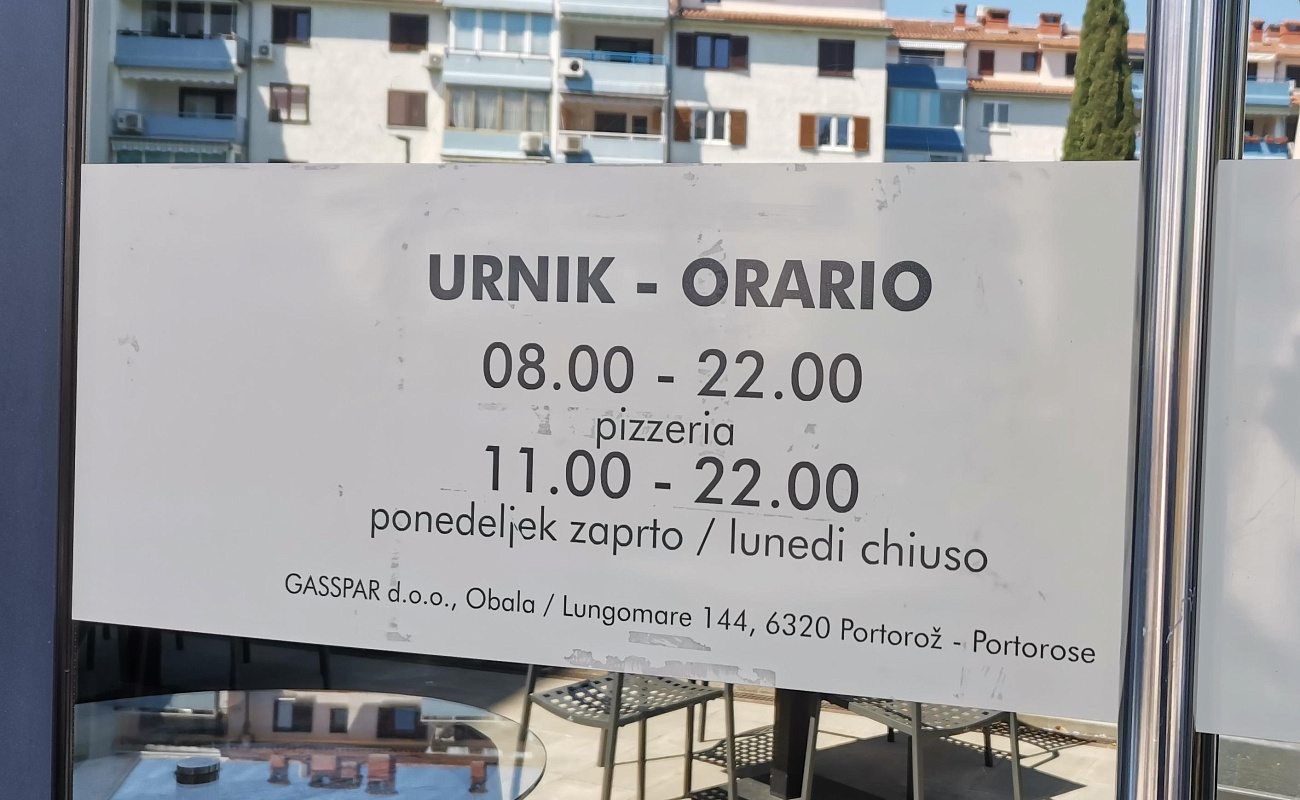 URNIK - ORARIO
08.00 - 22.00
pizzeria
11.00 - 22.00
ponedeljek zaprto / lunedi chiuso
GASSPAR d.o.o., Obala / Lungomare 144, 6320 Portorož - Portorose